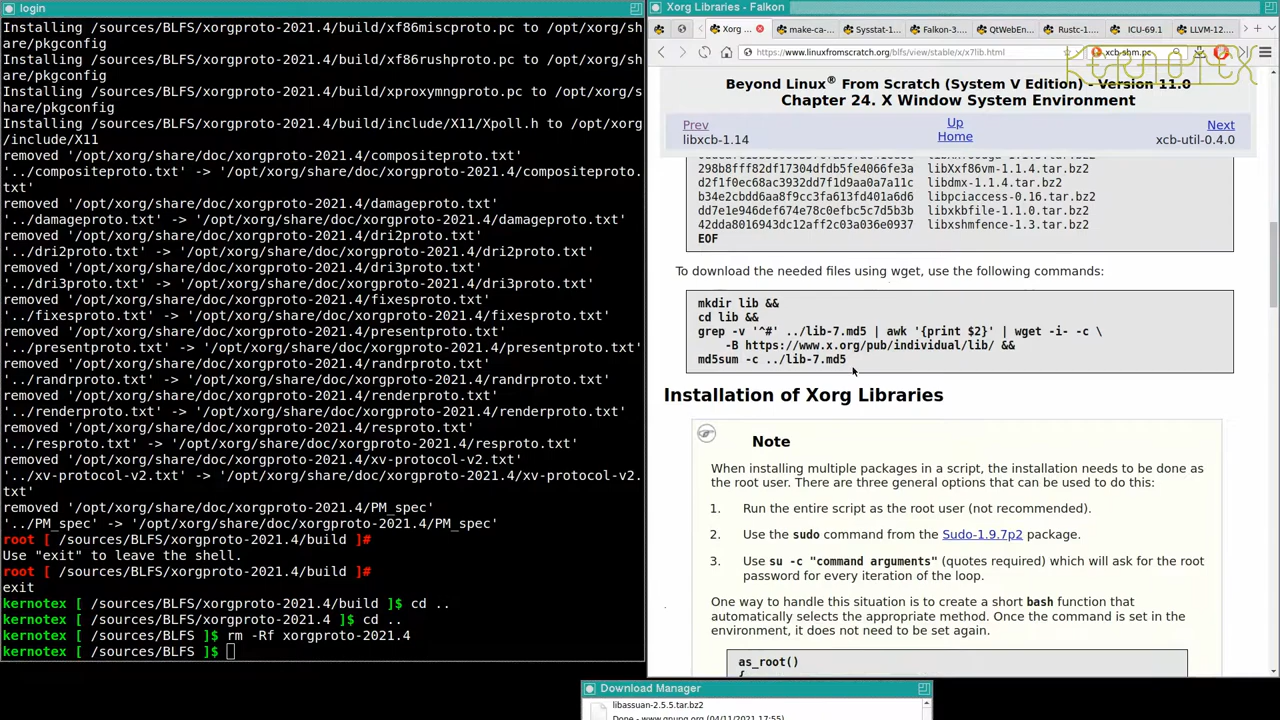 login
Installing /sources/BLFS/xorgproto-2021.4/build/xf86miscproto.pc to /opt/xorg/sh
are/pkgconfig
Installing /sources/BLFS/xorgproto-2021.4/build/xf86rushproto.pc to /opt/xorg/sh
are/pkgconfig
Installing /sources/BLFS/xorgproto-2021.4/build/xproxymngproto.pc to /opt/xorg/s
hare/pkgconfig
Installing /sources/BLFS/xorgproto-2021.4/build/include/X11/Xpoll.h to /opt/xorg
/include/X11
removed '/opt/xorg/share/doc/xorgproto-2021.4/compositeproto.txt'
'../compositeproto.txt' -> '/opt/xorg/share/doc/xorgproto-2021.4/compositeproto.
txt'
removed '/opt/xorg/share/doc/xorgproto-2021.4/damageproto.txt'
'../damageproto.txt' -> '/opt/xorg/share/doc/xorgproto-2021.4/damageproto.txt'
removed '/opt/xorg/share/doc/xorgproto-2021.4/dri2proto.txt'
'../dri2proto.txt' -> '/opt/xorg/share/doc/xorgproto-2021.4/dri2proto.txt'
removed '/opt/xorg/share/doc/xorgproto-2021.4/dri3proto.txt'
'../dri3proto.txt' -> '/opt/xorg/share/doc/xorgproto-2021.4/dri3proto.txt'
removed '/opt/xorg/share/doc/xorgproto-2021.4/fixesproto.txt'
'../fixesproto.txt' -> '/opt/xorg/share/doc/xorgproto-2021.4/fixesproto.txt'
removed '/opt/xorg/share/doc/xorgproto-2021.4/presentproto.txt'
'../presentproto.txt' -> '/opt/xorg/share/doc/xorgproto-2021.4/presentproto.txt'
removed '/opt/xorg/share/doc/xorgproto-2021.4/randrproto.txt'
'../randrproto.txt' -> '/opt/xorg/share/doc/xorgproto-2021.4/randrproto.txt'
removed '/opt/xorg/share/doc/xorgproto-2021.4/renderproto.txt'
'../renderproto.txt' -> '/opt/xorg/share/doc/xorgproto-2021.4/renderproto.txt'
removed '/opt/xorg/share/doc/xorgproto-2021.4/resproto.txt'
'../resproto.txt' -> '/opt/xorg/share/doc/xorgproto-2021.4/resproto.txt'
removed '/opt/xorg/share/doc/xorgproto-2021.4/xv-protocol-v2.txt'
'../xv-protocol-v2.txt' -> '/opt/xorg/share/doc/xorgproto-2021.4/xv-protocol-v2.
txt'
removed '/opt/xorg/share/doc/xorgproto-2021.4/PM_spec'
'../PM_spec' -> '/opt/xorg/share/doc/xorgproto-2021.4/PM_spec'
root [ /sources/BLFS/xorgproto-2021.4/build ]#
Use "exit" to leave the shell.
root [ /sources/BLFS/xorgproto-2021.4/build ]#
exit
kernotex [ /sources/BLFS/xorgproto-2021.4/build ]$ cd ..
kernotex [ /sources/BLFS/xorgproto-2021.4 ]$ cd ..
kernotex [ /sources/BLFS ]$ rm -Rf xorgproto-2021.4
kernotex [ /sources/BLFS ]$
Xorg Libraries - Falkon
Xorg ... make-ca-... Sysstat-1... Falkon-3.... QtWebEn... Rustc-1.... ICU-69.1 LLVM-12....
https://www.linuxfromscratch.org/blfs/view/stable/x/x7lib.html xcb-shm.pc
KERNOTEX
Beyond Linux® From Scratch (System V Edition) - Version 11.0
Chapter 24. X Window System Environment
Prev Up Next
libxcb-1.14 Home xcb-util-0.4.0
298b8fff82df17304dfdb5fe4066fe3a libXxf86vm-1.1.4.tar.bz2
d2f1f0ec68ac3932dd7f1d9aa0a7a11c libdmx-1.1.4.tar.bz2
b34e2cbdd6aa8f9cc3fa613fd401a6d6 libpciaccess-0.16.tar.bz2
dd7e1e946def674e78c0efbc5c7d5b3b libxkbfile-1.1.0.tar.bz2
42dda8016943dc12aff2c03a036e0937 libxshmfence-1.3.tar.bz2
EOF
To download the needed files using wget, use the following commands:
mkdir lib &&
cd lib &&
grep -v '^#' ../lib-7.md5 | awk '{print $2}' | wget -i- -c \
-B https://www.x.org/pub/individual/lib/ &&
md5sum -c ../lib-7.md5
Installation of Xorg Libraries
Note
When installing multiple packages in a script, the installation needs to be done as
the root user. There are three general options that can be used to do this:
1. Run the entire script as the root user (not recommended).
2. Use the sudo command from the Sudo-1.9.7p2 package.
3. Use su -c "command arguments" (quotes required) which will ask for the root
password for every iteration of the loop.
One way to handle this situation is to create a short bash function that
automatically selects the appropriate method. Once the command is set in the
environment, it does not need to be set again.
as_root()
{
Download Manager
libassuan-2.5.5.tar.bz2
Done - www.gnupg.org (04/11/2021 17:55)